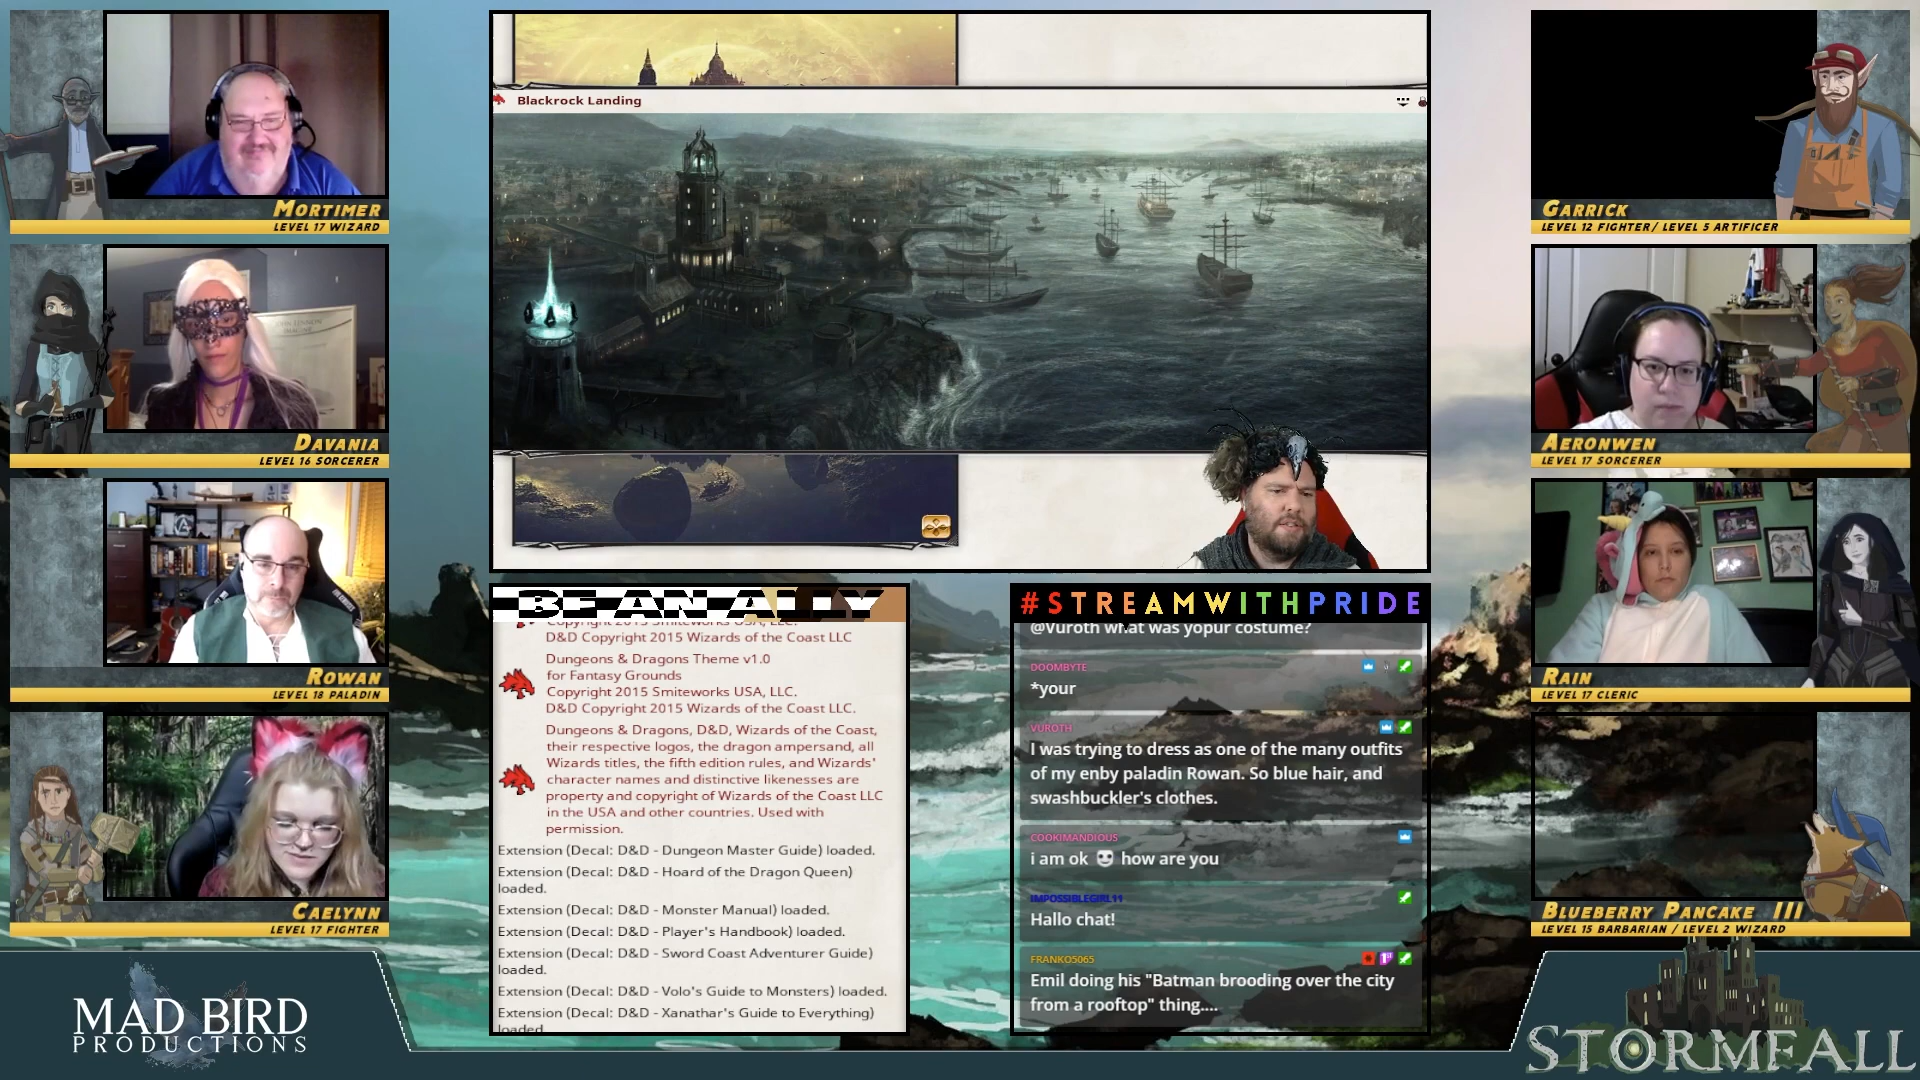 MORTIMER
LEVEL 17 WIZARD
DAVANIA
LEVEL 16 SORCERER
ROWAN
LEVEL 18 PALADIN
CAELYNN
LEVEL 17 FIGHTER
MAD BIRD
PRODUCTIONS
Blackrock Landing
BE AN ALLY
Copyright 2015 Smiteworks USA, LLC.
D&D Copyright 2015 Wizards of the Coast LLC
Dungeons & Dragons Theme v1.0
for Fantasy Grounds
Copyright 2015 Smiteworks USA, LLC.
D&D Copyright 2015 Wizards of the Coast LLC.
Dungeons & Dragons, D&D, Wizards of the Coast,
their respective logos, the dragon ampersand, all
Wizards titles, the fifth edition rules, and Wizards'
character names and distinctive likenesses are
property and copyright of Wizards of the Coast LLC
in the USA and other countries. Used with
permission.
Extension (Decal: D&D - Dungeon Master Guide) loaded.
Extension (Decal: D&D - Hoard of the Dragon Queen)
loaded.
Extension (Decal: D&D - Monster Manual) loaded.
Extension (Decal: D&D - Player's Handbook) loaded.
Extension (Decal: D&D - Sword Coast Adventurer Guide)
loaded.
Extension (Decal: D&D - Volo's Guide to Monsters) loaded.
Extension (Decal: D&D - Xanathar's Guide to Everything)
loaded
#STREAMWITHPRIDE
@Vuroth what was yopur costume?
DOOMBYTE
*your
VUROTH
I was trying to dress as one of the many outfits
of my enby paladin Rowan. So blue hair, and
swashbuckler's clothes.
COOKIMANDIOUS
i am ok how are you
IMPOSSIBLEGIRL11
Hallo chat!
FRANKO5065
Emil doing his "Batman brooding over the city
from a rooftop" thing....
GARRICK
LEVEL 12 FIGHTER/ LEVEL 5 ARTIFICER
AERONWEN
LEVEL 17 SORCERER
RAIN
LEVEL 17 CLERIC
BLUEBERRY PANCAKE III
LEVEL 15 BARBARIAN / LEVEL 2 WIZARD
STORMFALL